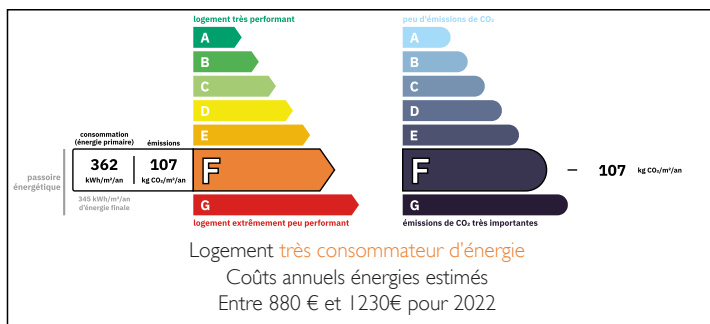 logement très performant
A
B
C
D
E
consommation
(énergie primaire)
émissions
362
kWh/m²/an
107
kg CO₂/m²/an
F
passoire
énergétique
345 kWh/m²/an
d'énergie finale
G
logement extrêmement peu performant
peu d'émissions de CO₂
A
B
C
D
E
F
107 kg CO₂/m²/an
G
émissions de CO₂ très importantes
Logement très consommateur d'énergie
Coûts annuels énergies estimés
Entre 880 € et 1230€ pour 2022